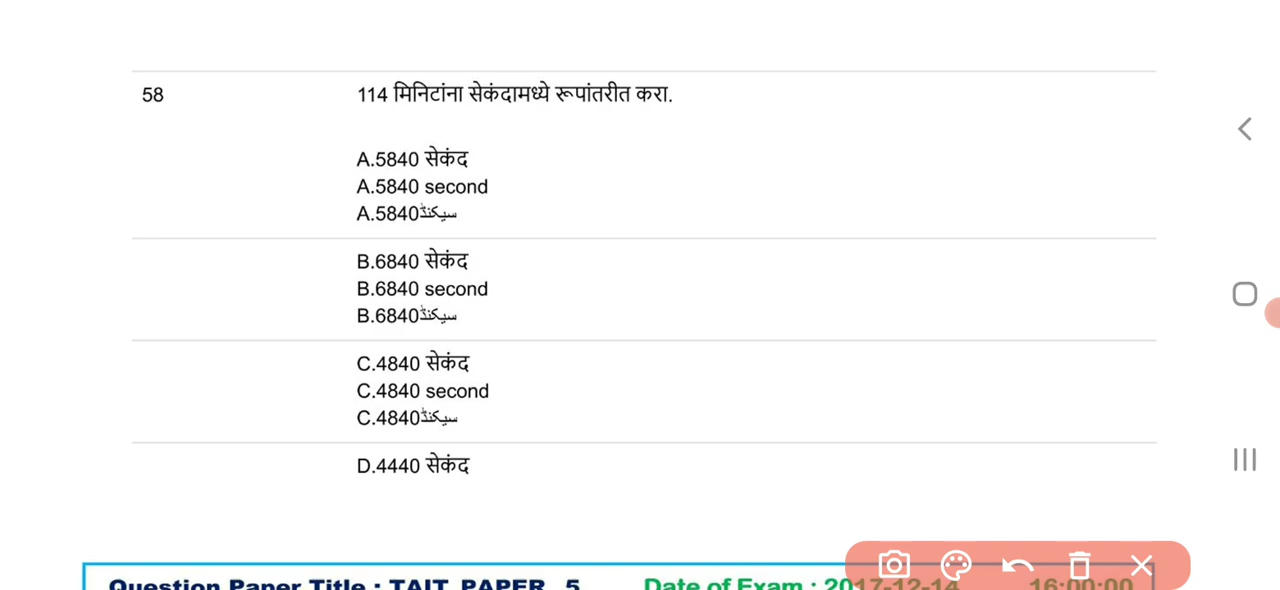 58 114 मिनिटांना सेकंदामध्ये रूपांतरीत करा.
A.5840 सेकंद
A.5840 second
A.5840سیکنڈ
B.6840 सेकंद
B.6840 second
B.6840سیکنڈ
C.4840 सेकंद
C.4840 second
C.4840سیکنڈ
D.4440 सेकंद
Question Paper Title : TAIT PAPER 5 Date of Exam : 2017-12-14 16:00:00